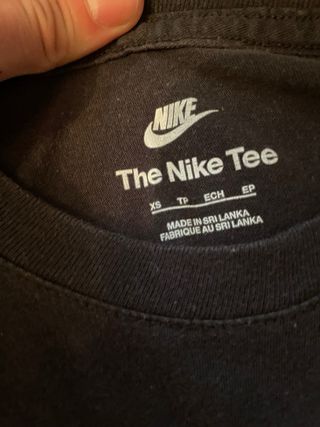 NIKE
The Nike Tee
XS TP ECH EP
MADE IN SRI LANKA
FABRIQUE AU SRI LANKA